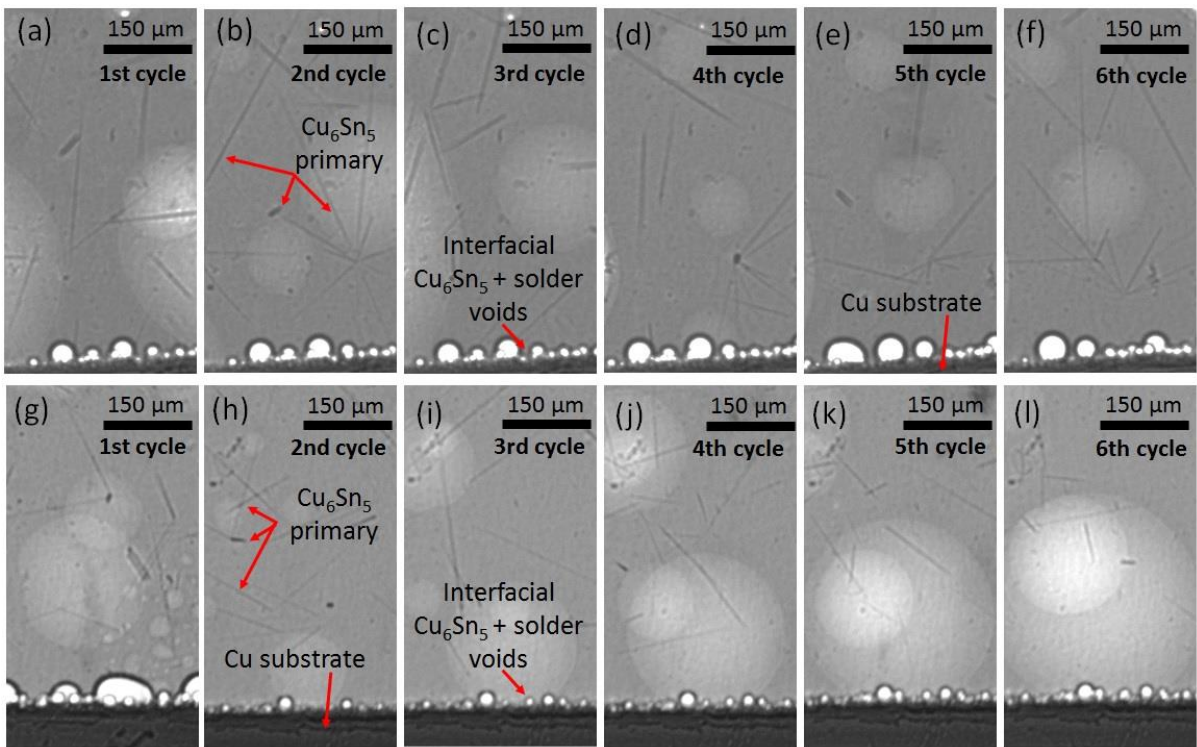 (a) 150 μm
1st cycle
(b) 150 μm
2nd cycle
Cu₆Sn₅
primary
(c) 150 μm
3rd cycle
Interfacial
Cu₆Sn₅ + solder
voids
(d) 150 μm
4th cycle
(e) 150 μm
5th cycle
Cu substrate
(f) 150 μm
6th cycle
(g) 150 μm
1st cycle
(h) 150 μm
2nd cycle
Cu₆Sn₅
primary
Cu substrate
(i) 150 μm
3rd cycle
Interfacial
Cu₆Sn₅ + solder
voids
(j) 150 μm
4th cycle
(k) 150 μm
5th cycle
(l) 150 μm
6th cycle